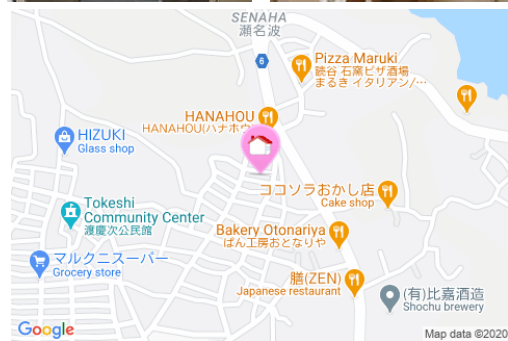 SENAHA
瀬名波
6
Pizza Maruki
読谷 石窯ピザ酒場
まるき イタリアン/…
HANAHOU
HANAHOU(ハナホウ)
HIZUKI
Glass shop
ココソラおかし店
Cake shop
Tokeshi
Community Center
渡慶次公民館
Bakery Otonariya
ぱん工房おとなりや
マルクニスーパー
Grocery store
膳(ZEN)
Japanese restaurant
(有)比嘉酒造
Shochu brewery
Google
Map data ©2020